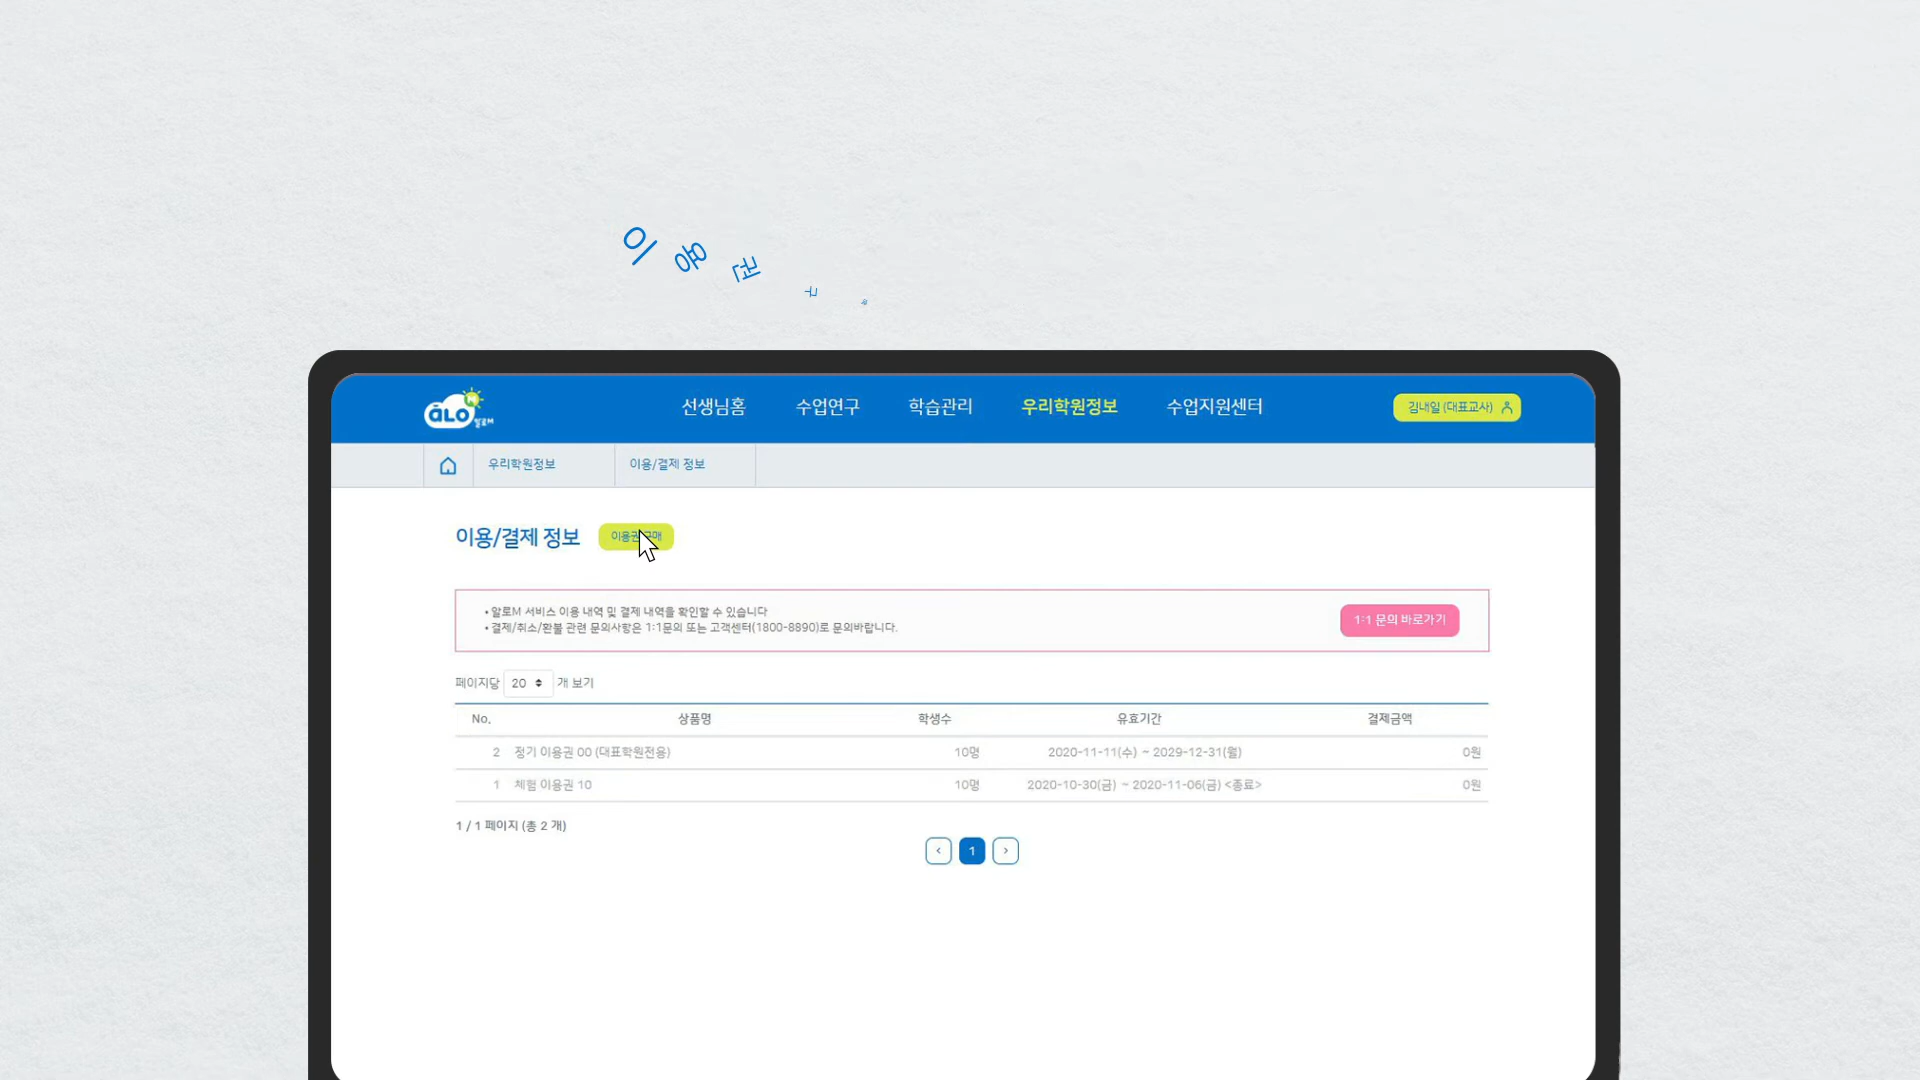 이용권 구
aLO 알로M
선생님홈 수업연구 학습관리 우리학원정보 수업지원센터
김내일 (대표교사)
우리학원정보 이용/결제 정보
이용/결제 정보
이용권 구매
• 알로M 서비스 이용 내역 및 결제 내역을 확인할 수 있습니다
• 결제/취소/환불 관련 문의사항은 1:1문의 또는 고객센터(1800-8890)로 문의바랍니다.
1:1 문의 바로가기
페이지당 20 개 보기
No. 상품명 학생수 유효기간 결제금액
2 정기 이용권 00 (대표학원전용) 10명 2020-11-11(수) ~ 2029-12-31(월) 0원
1 체험 이용권 10 10명 2020-10-30(금) ~ 2020-11-06(금) <종료> 0원
1 / 1 페이지 (총 2 개)
< 1 >